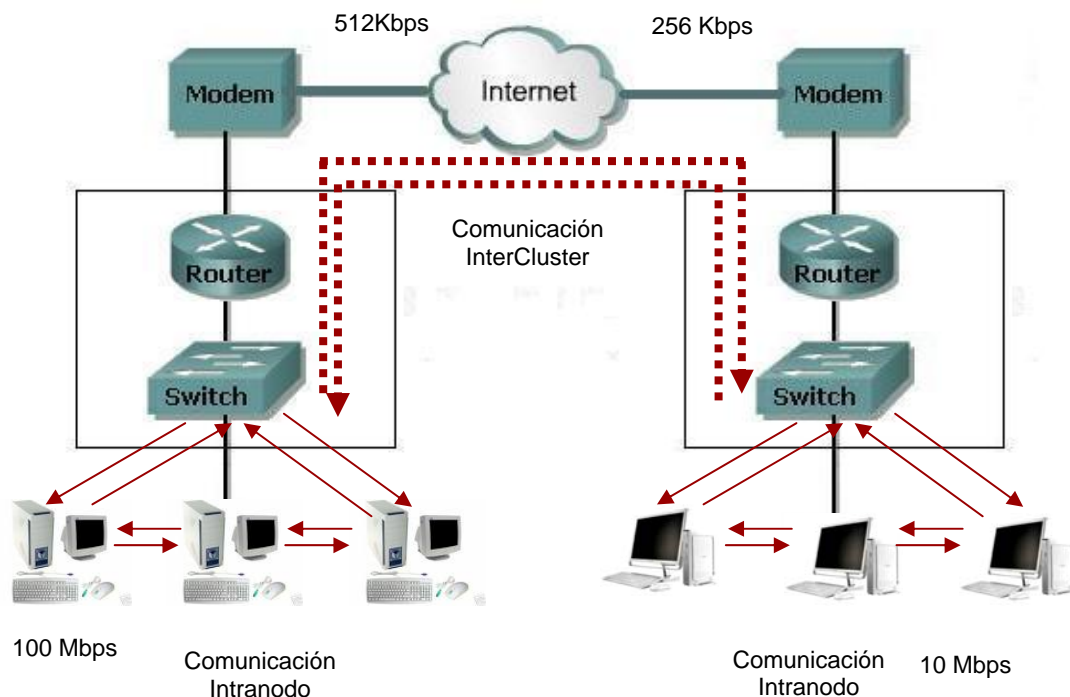 512Kbps
256 Kbps
Modem
Internet
Modem
Comunicación
InterCluster
Router
Router
Switch
Switch
100 Mbps
Comunicación
Intranodo
Comunicación
Intranodo
10 Mbps